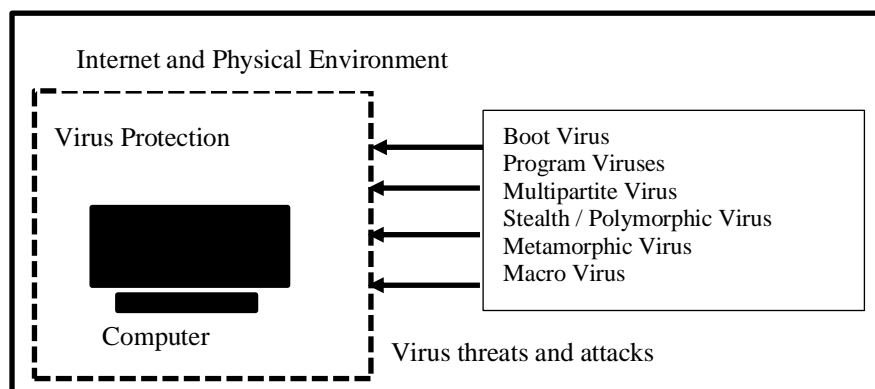 Internet and Physical Environment
Virus Protection
Computer
Boot Virus
Program Viruses
Multipartite Virus
Stealth / Polymorphic Virus
Metamorphic Virus
Macro Virus
Virus threats and attacks